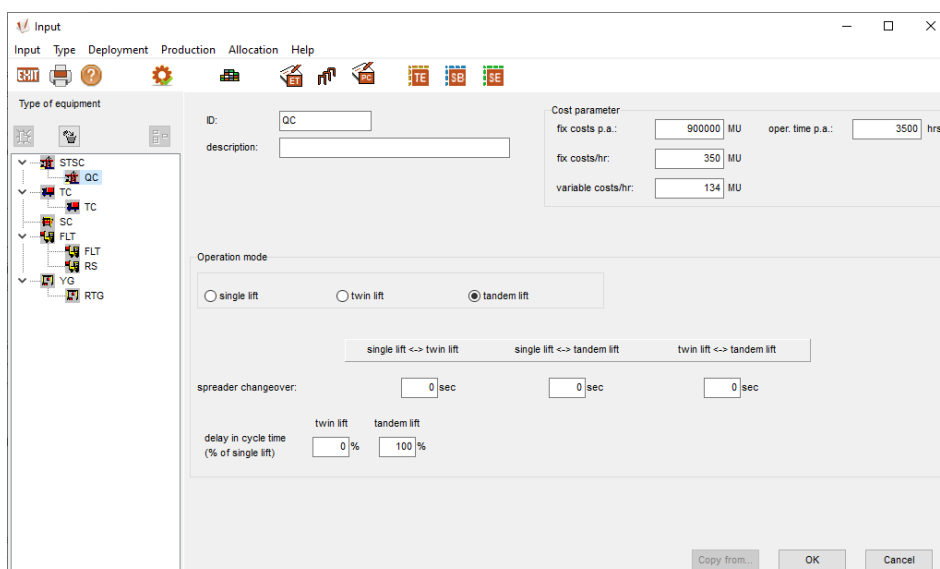 Input
Input Type Deployment Production Allocation Help
EXIT ? ET PC TE SB SE
Type of equipment
STSC
QC
TC
TC
SC
FLT
FLT
RS
YG
RTG
ID: QC
description:
Cost parameter
fix costs p.a.: 900000 MU oper. time p.a.: 3500 hrs
fix costs/hr: 350 MU
variable costs/hr: 134 MU
Operation mode
single lift twin lift tandem lift
single lift <-> twin lift single lift <-> tandem lift twin lift <-> tandem lift
spreader changeover: 0 sec 0 sec 0 sec
twin lift tandem lift
delay in cycle time
(% of single lift) 0 % 100 %
Copy from... OK Cancel